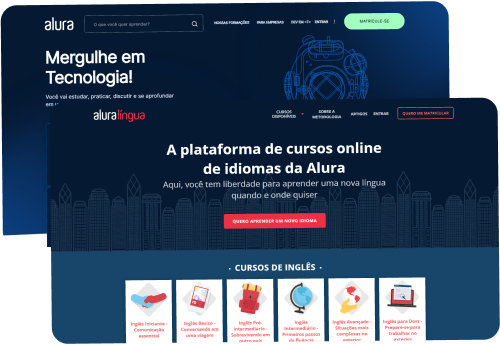 alura
O que você quer aprender?
NOSSAS FORMAÇÕES
PARA EMPRESAS
DEV EM <T>
ENTRAR
MATRICULE-SE
Mergulhe em
Tecnologia!
Você vai estudar, praticar, discutir e se aprofundar
em
aluralíngua
CURSOS
DISPONÍVEIS
SOBRE A
METODOLOGIA
ARTIGOS
ENTRAR
QUERO ME MATRICULAR
A plataforma de cursos online
de idiomas da Alura
Aqui, você tem liberdade para aprender uma nova língua
quando e onde quiser
QUERO APRENDER UM NOVO IDIOMA
• CURSOS DE INGLÊS •
Inglês Iniciante -
Comunicação
essencial
Inglês Básico -
Conversando em
uma viagem
Inglês Pré
Intermediário -
Sobrevivendo em
Inglês
Intermediário -
Primeiros passos
da fluência
Inglês Avançado -
Situações mais
complexas no
Inglês para Devs -
Prepare-se para
trabalhar no